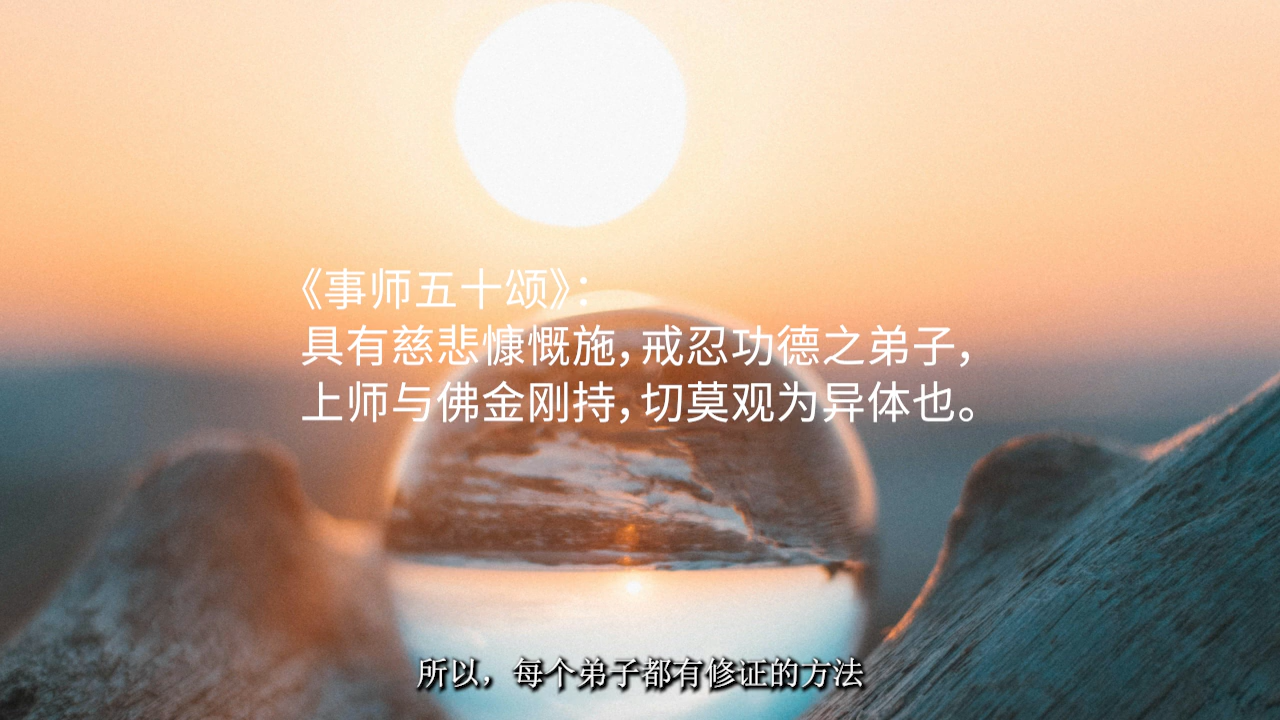 《事师五十颂》：
具有慈悲慷慨施，戒忍功德之弟子，
上师与佛金刚持，切莫观为异体也。
所以，每个弟子都有修证的方法